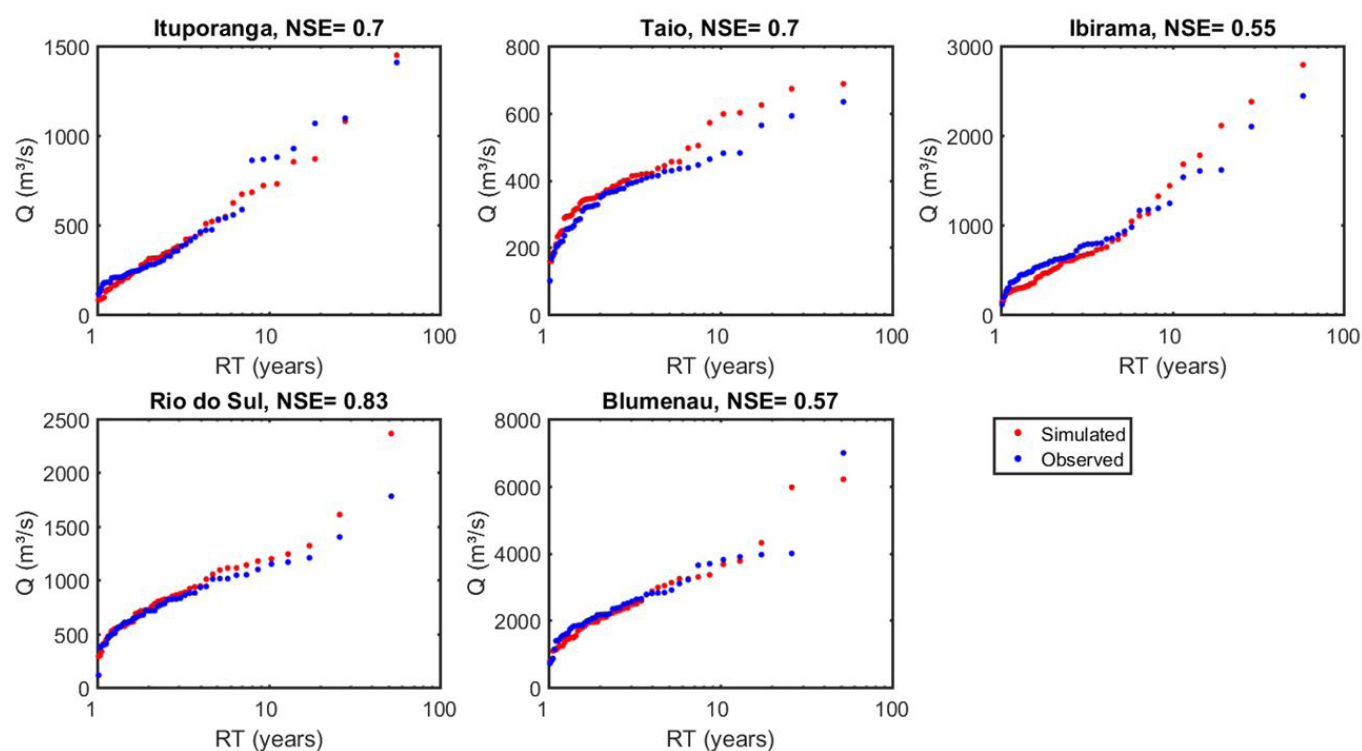 Ituporanga, NSE= 0.7
1500
1000
500
0
Q (m³/s)
1
10
100
RT (years)
Taio, NSE= 0.7
800
600
400
200
0
Q (m³/s)
1
10
100
RT (years)
Ibirama, NSE= 0.55
3000
2000
1000
0
Q (m³/s)
1
10
100
RT (years)
Rio do Sul, NSE= 0.83
2500
2000
1500
1000
500
0
Q (m³/s)
1
10
100
RT (years)
Blumenau, NSE= 0.57
8000
6000
4000
2000
0
Q (m³/s)
1
10
100
RT (years)
Simulated
Observed